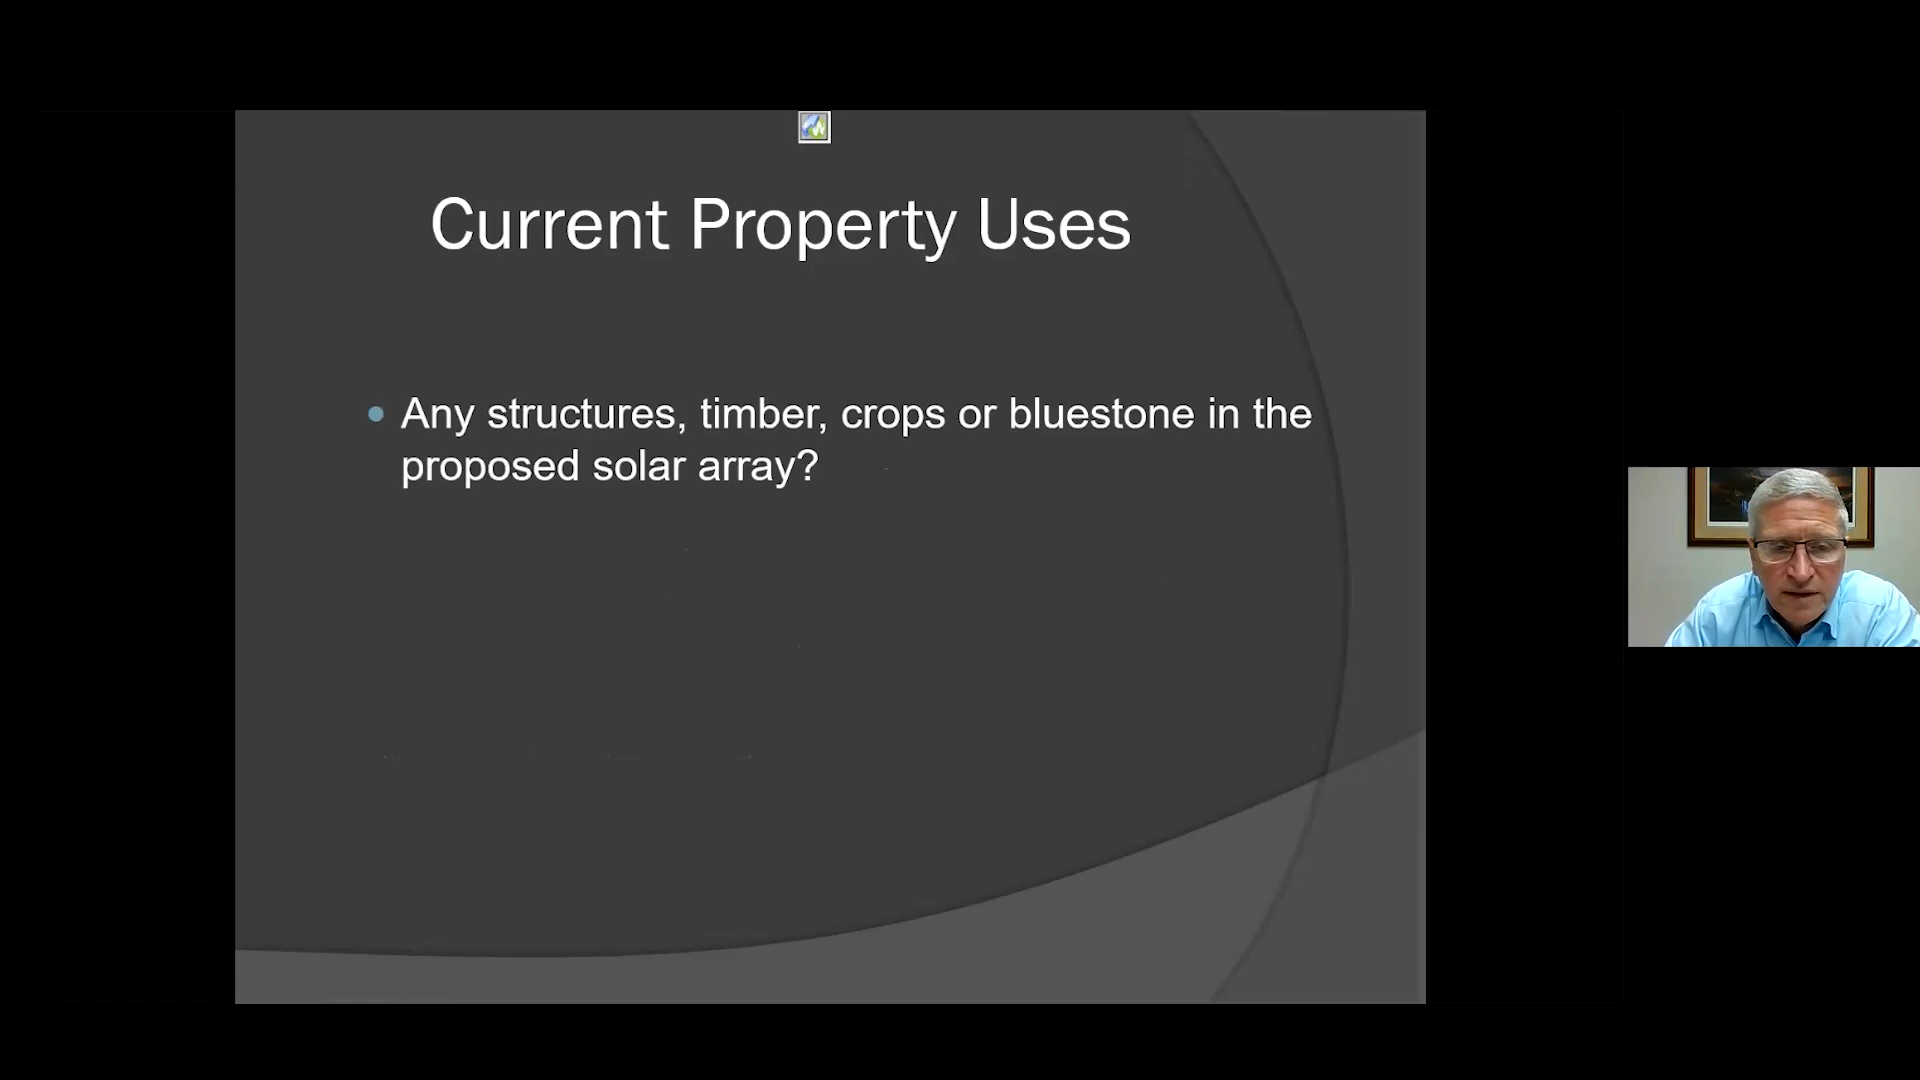 Current Property Uses
Any structures, timber, crops or bluestone in the
proposed solar array?